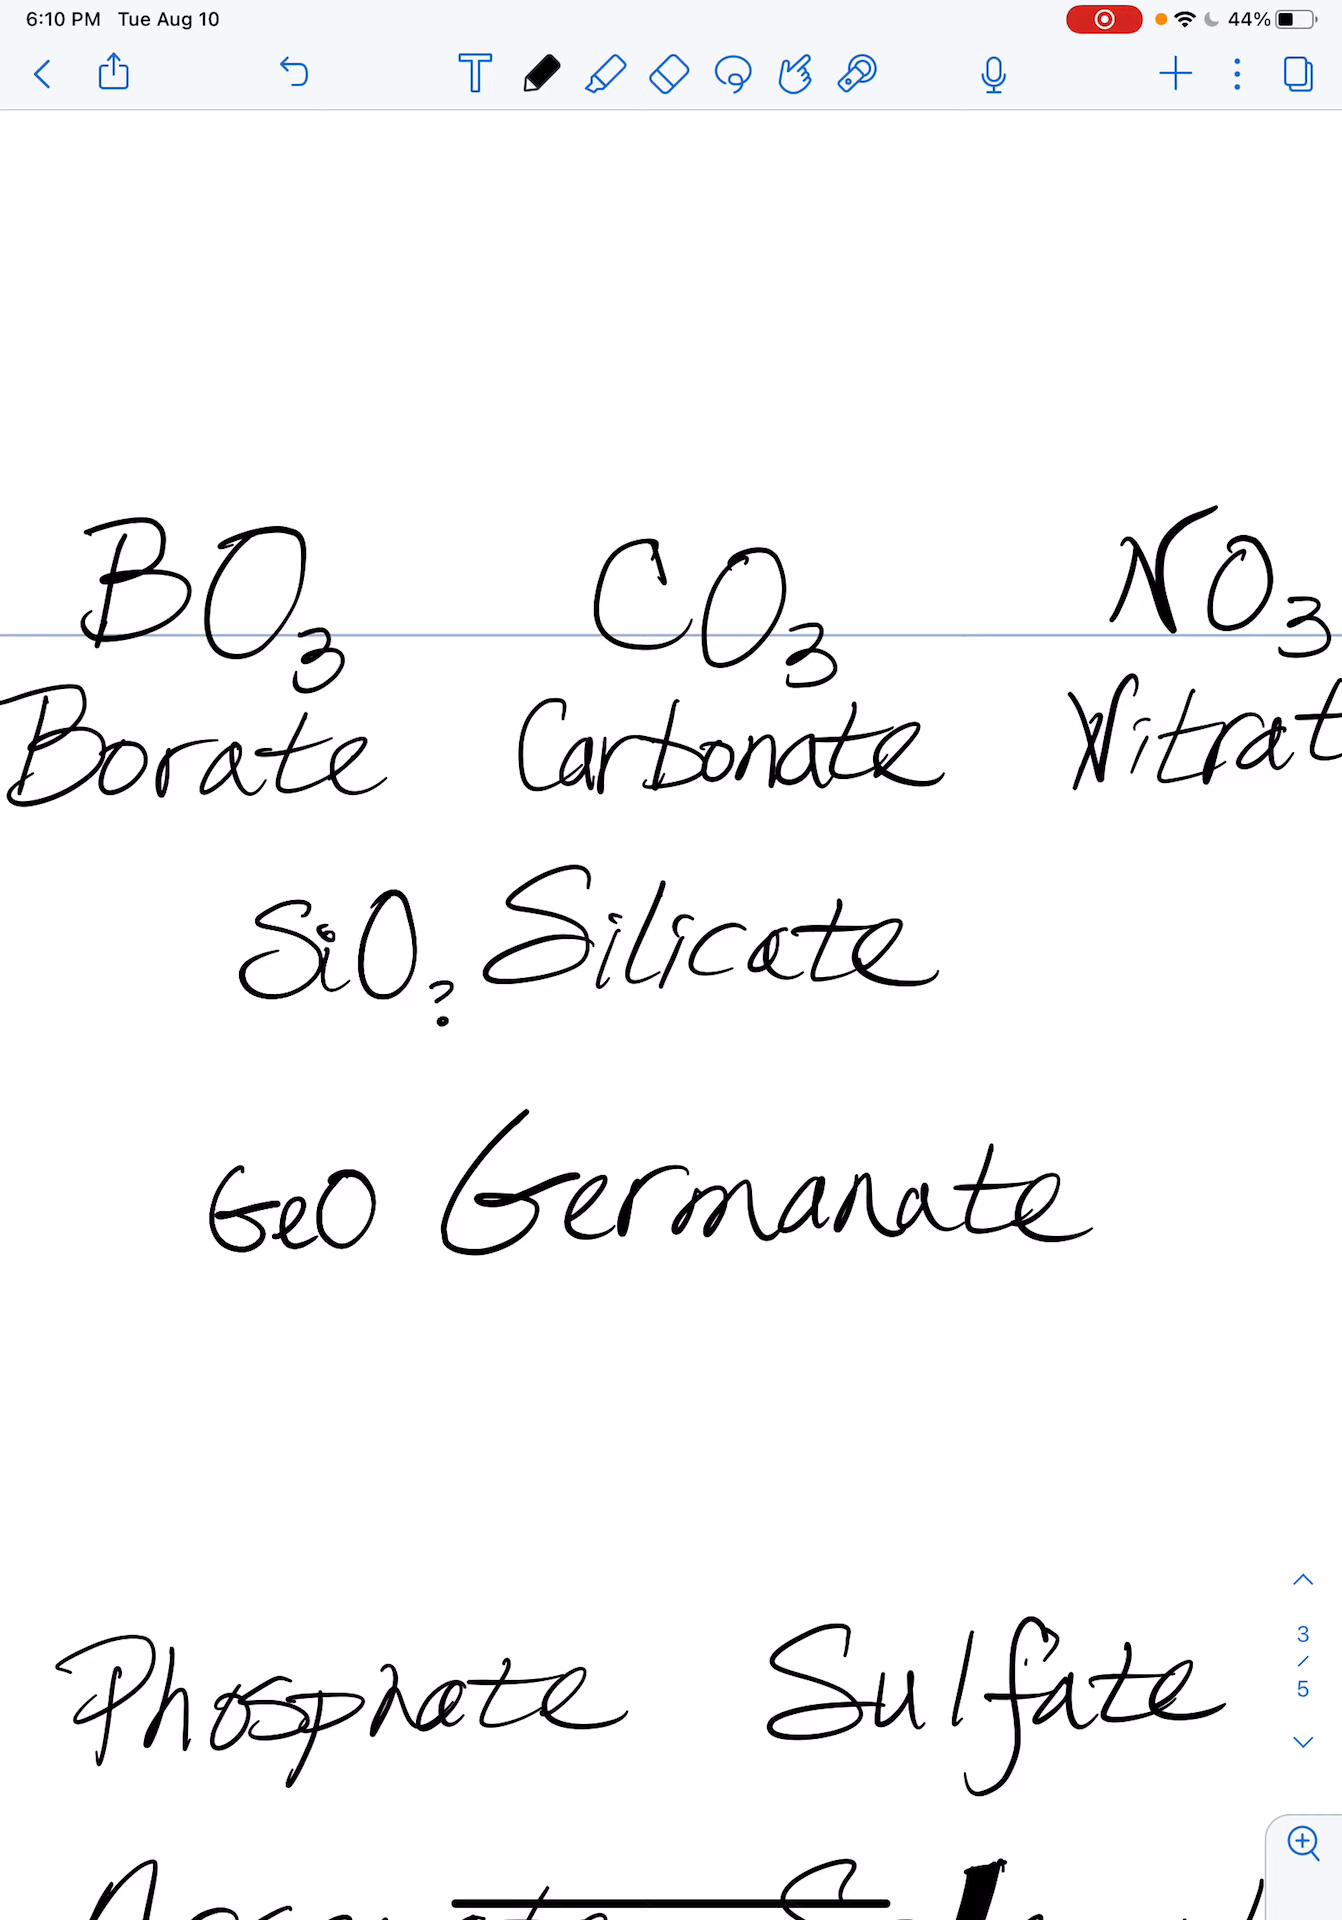 6:10 PM Tue Aug 10 44%
T
BO3 CO3 NO3
Borate Carbonate Nitrat
SiO? Silicate
GeO Germanate
Phosphate Sulfate
3
/
5